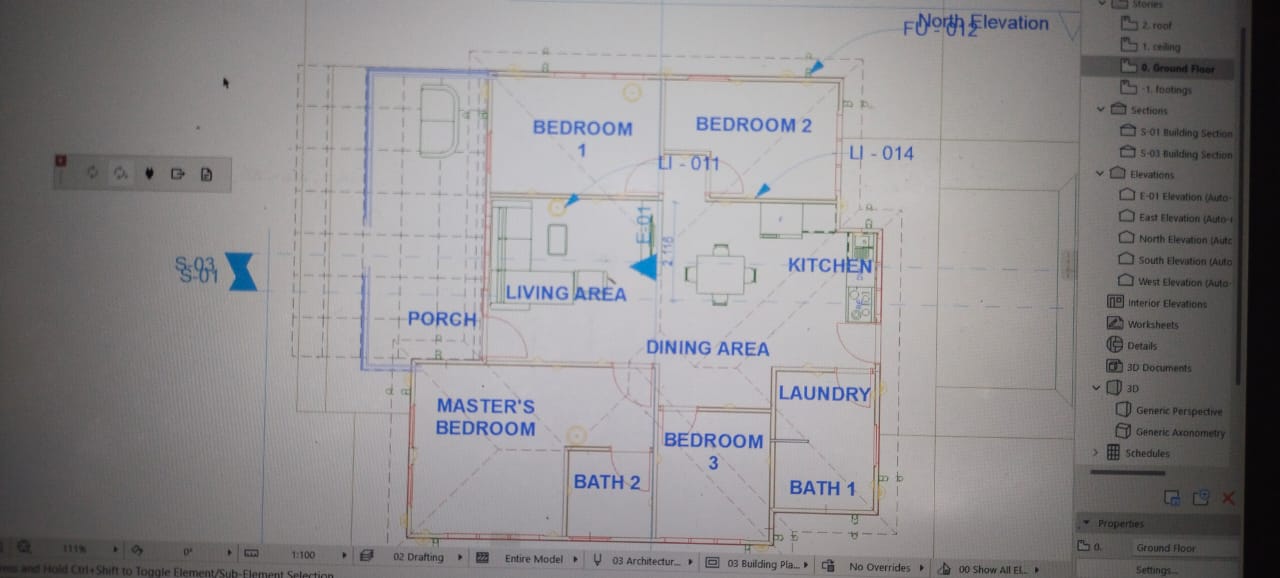 North Elevation
FU - 012
BEDROOM
1
BEDROOM 2
LI - 011
LI - 014
E-01
2.115
S-03
S-01
KITCHEN
LIVING AREA
PORCH
DINING AREA
MASTER'S
BEDROOM
LAUNDRY
BEDROOM
3
BATH 2
BATH 1
Stories
2. roof
1. ceiling
0. Ground Floor
-1. footings
Sections
S-01 Building Section
S-03 Building Section
Elevations
E-01 Elevation (Auto-
East Elevation (Auto-
North Elevation (Auto
South Elevation (Auto
West Elevation (Auto-
Interior Elevations
Worksheets
Details
3D Documents
3D
Generic Perspective
Generic Axonometry
Schedules
Properties
0. Ground Floor
Settings...
111%
0°
1:100
02 Drafting
Entire Model
03 Architectur...
03 Building Pla...
No Overrides
00 Show All El...
and Hold Ctrl+Shift to Toggle Element/Sub-Element Selection.